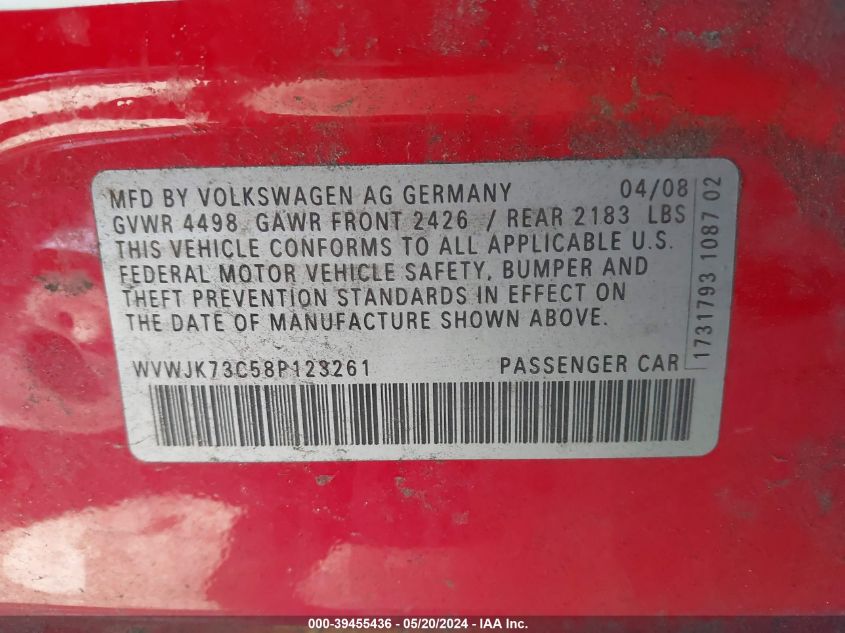 MFD BY VOLKSWAGEN AG GERMANY 04/08
GVWR 4498 GAWR FRONT 2426 / REAR 2183 LBS
THIS VEHICLE CONFORMS TO ALL APPLICABLE U.S.
FEDERAL MOTOR VEHICLE SAFETY, BUMPER AND
THEFT PREVENTION STANDARDS IN EFFECT ON
THE DATE OF MANUFACTURE SHOWN ABOVE.
WVWJK73C58P123261 PASSENGER CAR
1731793 1087 02
000-39455436 - 05/20/2024 - IAA Inc.